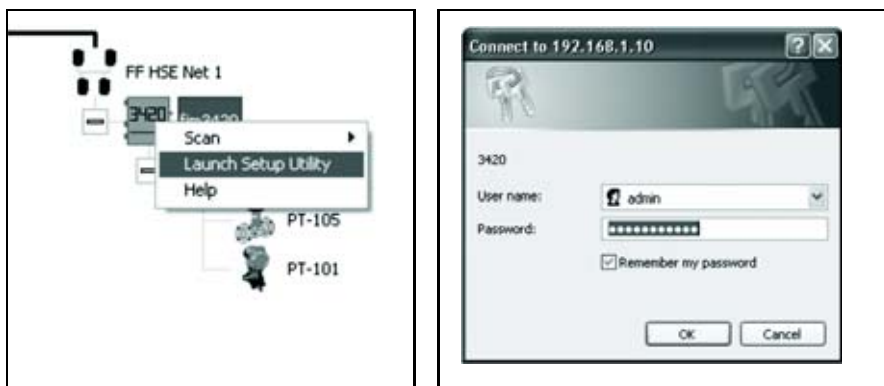 FF HSE Net 1
3420
Scan
Launch Setup Utility
Help
PT-105
PT-101
Connect to 192.168.1.10
3420
User name:
admin
Password:
Remember my password
OK
Cancel